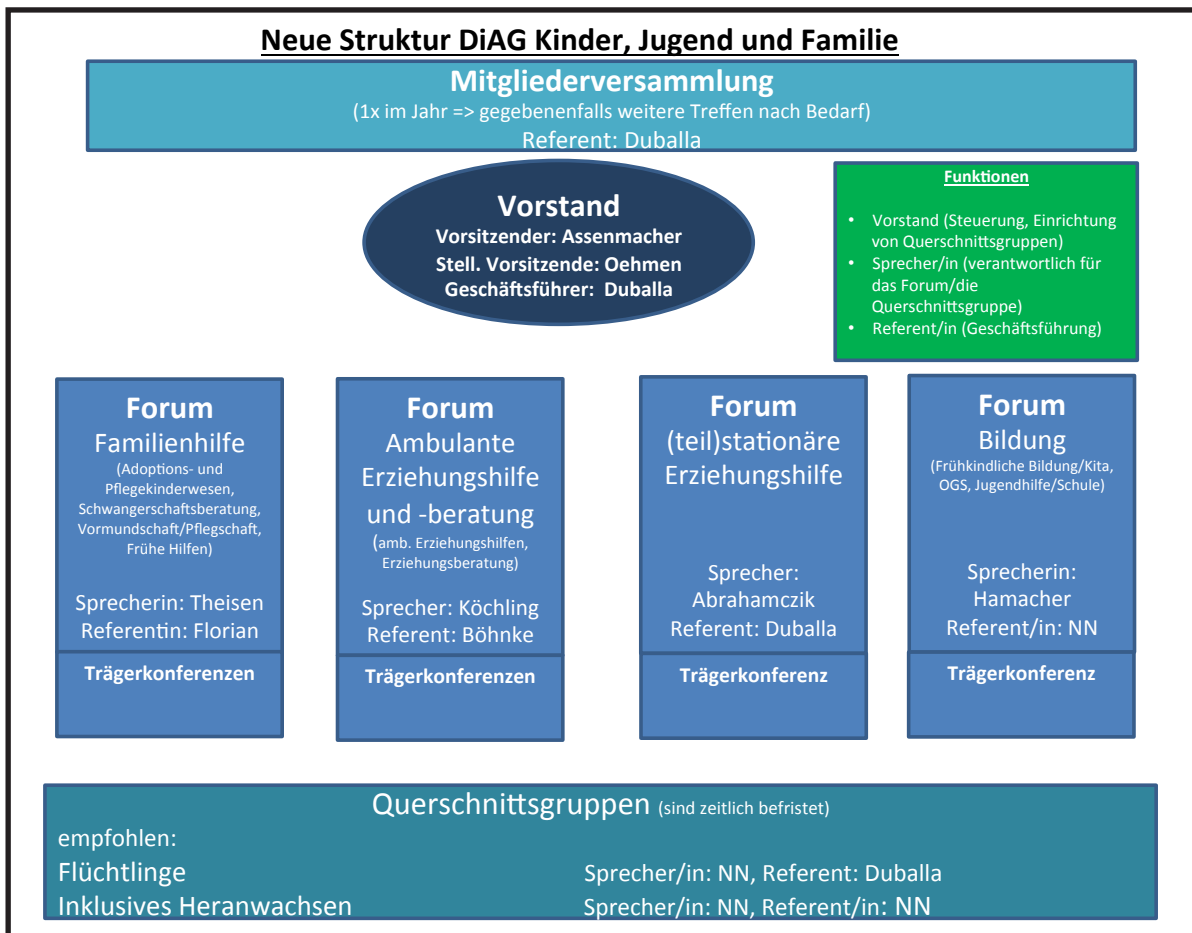 Neue Struktur DiAG Kinder, Jugend und Familie
Mitgliederversammlung
(1x im Jahr => gegebenenfalls weitere Treffen nach Bedarf)
Referent: Duballa
Vorstand
Vorsitzender: Assenmacher
Stell. Vorsitzende: Oehmen
Geschäftsführer: Duballa
Funktionen
• Vorstand (Steuerung, Einrichtung
von Querschnittsgruppen)
• Sprecher/in (verantwortlich für
das Forum/die
Querschnittsgruppe)
• Referent/in (Geschäftsführung)
Forum
Familienhilfe
(Adoptions- und
Pflegekinderwesen,
Schwangerschaftsberatung,
Vormundschaft/Pflegschaft,
Frühe Hilfen)
Sprecherin: Theisen
Referentin: Florian
Trägerkonferenzen
Forum
Ambulante
Erziehungshilfe
und -beratung
(amb. Erziehungshilfen,
Erziehungsberatung)
Sprecher: Köchling
Referent: Böhnke
Trägerkonferenzen
Forum
(teil)stationäre
Erziehungshilfe
Sprecher:
Abrahamczik
Referent: Duballa
Trägerkonferenz
Forum
Bildung
(Frühkindliche Bildung/Kita,
OGS, Jugendhilfe/Schule)
Sprecherin:
Hamacher
Referent/in: NN
Trägerkonferenz
Querschnittsgruppen (sind zeitlich befristet)
empfohlen:
Flüchtlinge Sprecher/in: NN, Referent: Duballa
Inklusives Heranwachsen Sprecher/in: NN, Referent/in: NN